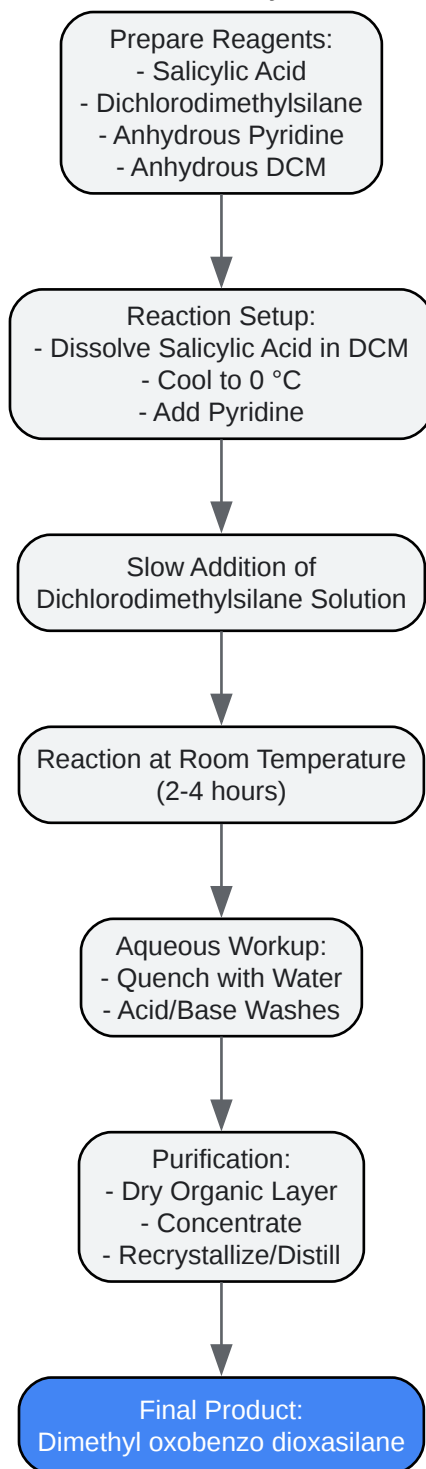 Prepare Reagents:
- Salicylic Acid
- Dichlorodimethylsilane
- Anhydrous Pyridine
- Anhydrous DCM
Reaction Setup:
- Dissolve Salicylic Acid in DCM
- Cool to 0 °C
- Add Pyridine
Slow Addition of
Dichlorodimethylsilane Solution
Reaction at Room Temperature
(2-4 hours)
Aqueous Workup:
- Quench with Water
- Acid/Base Washes
Purification:
- Dry Organic Layer
- Concentrate
- Recrystallize/Distill
Final Product:
Dimethyl oxobenzo dioxasilane